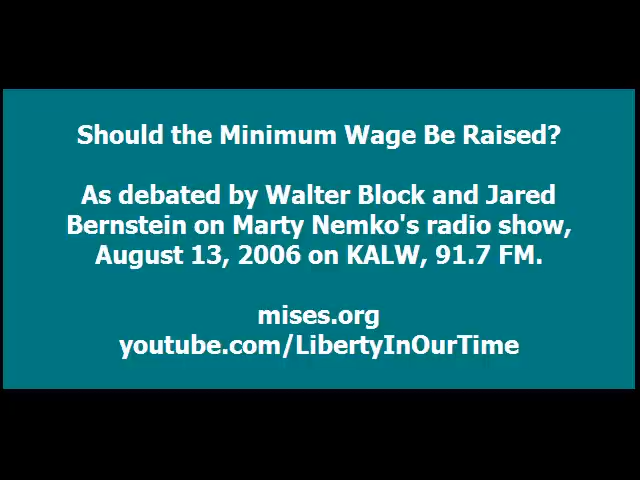 Should the Minimum Wage Be Raised?
As debated by Walter Block and Jared
Bernstein on Marty Nemko's radio show,
August 13, 2006 on KALW, 91.7 FM.
mises.org
youtube.com/LibertyInOurTime